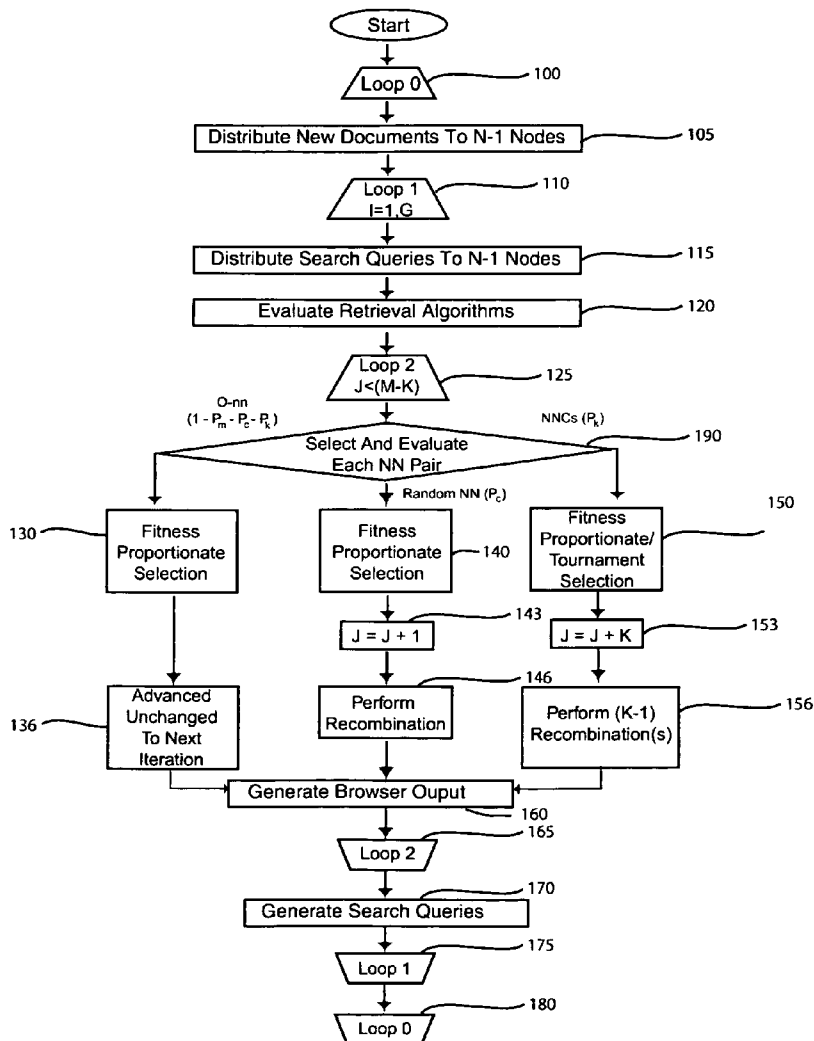 Start
Loop 0
100
Distribute New Documents To N-1 Nodes
105
Loop 1
I=1,G
110
Distribute Search Queries To N-1 Nodes
115
Evaluate Retrieval Algorithms
120
Loop 2
J<(M-K)
125
O-nn
(1 - Pm - Pc - Pk)
NNCs (Pk)
Select And Evaluate
Each NN Pair
190
Random NN (Pc)
130
Fitness
Proportionate
Selection
Fitness
Proportionate
Selection
140
Fitness
Proportionate/
Tournament
Selection
150
J = J + 1
143
J = J + K
153
136
Advanced
Unchanged
To Next
Iteration
Perform
Recombination
146
Perform (K-1)
Recombination(s)
156
Generate Browser Ouput
160
Loop 2
165
Generate Search Queries
170
Loop 1
175
Loop 0
180